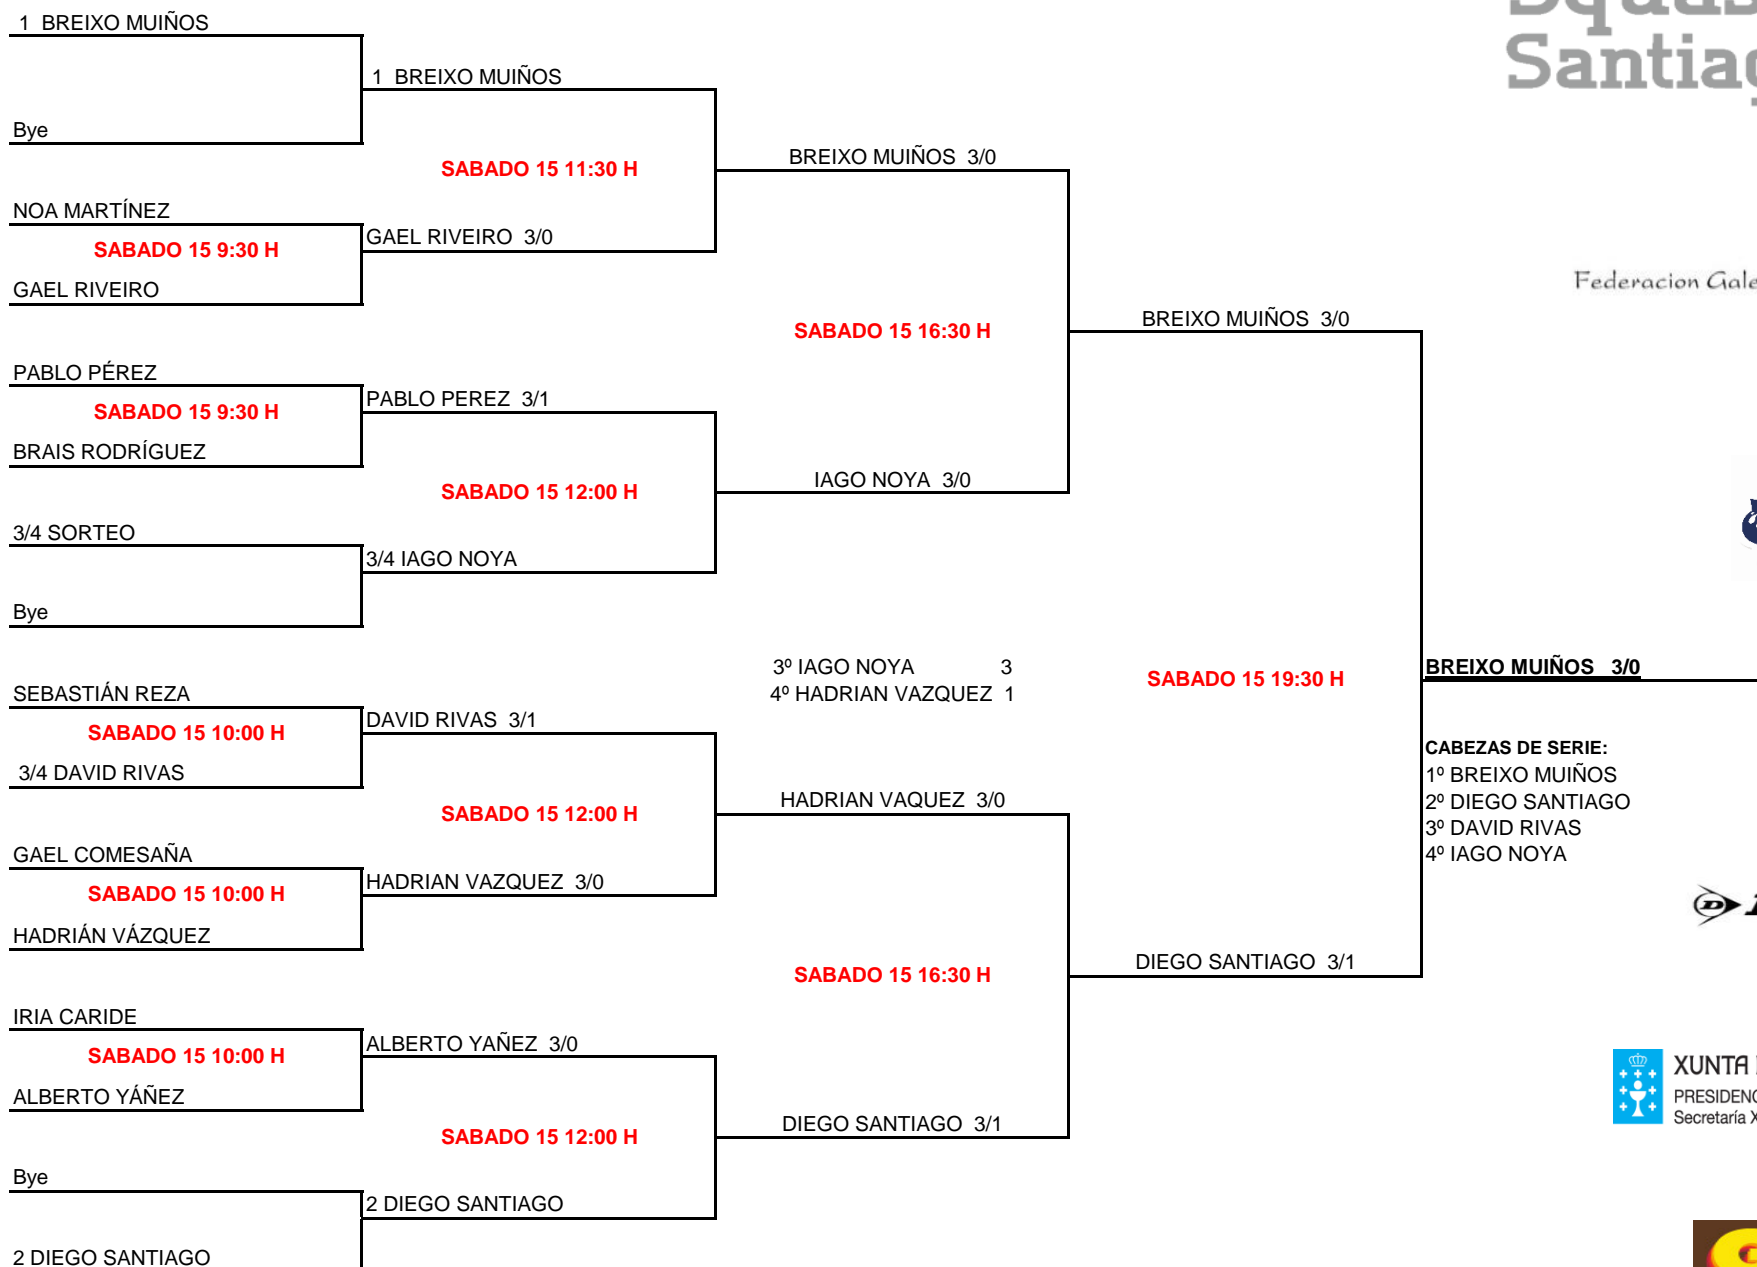 Santia
1 BREIXO MUIÑOS
1 BREIXO MUIÑOS
Bye
SABADO 15 11:30 H
BREIXO MUIÑOS 3/0
NOA MARTÍNEZ
SABADO 15 9:30 H
GAEL RIVEIRO 3/0
GAEL RIVEIRO
Federacion Gale
SABADO 15 16:30 H
BREIXO MUIÑOS 3/0
PABLO PÉREZ
SABADO 15 9:30 H
PABLO PEREZ 3/1
BRAIS RODRÍGUEZ
SABADO 15 12:00 H
IAGO NOYA 3/0
3/4 SORTEO
3/4 IAGO NOYA
Bye
3º IAGO NOYA 3
4º HADRIAN VAZQUEZ 1
SABADO 15 19:30 H
BREIXO MUIÑOS 3/0
SEBASTIÁN REZA
SABADO 15 10:00 H
DAVID RIVAS 3/1
3/4 DAVID RIVAS
CABEZAS DE SERIE:
1º BREIXO MUIÑOS
2º DIEGO SANTIAGO
3º DAVID RIVAS
4º IAGO NOYA
SABADO 15 12:00 H
HADRIAN VAQUEZ 3/0
GAEL COMESAÑA
SABADO 15 10:00 H
HADRIAN VAZQUEZ 3/0
HADRIÁN VÁZQUEZ
SABADO 15 16:30 H
DIEGO SANTIAGO 3/1
IRIA CARIDE
SABADO 15 10:00 H
ALBERTO YAÑEZ 3/0
ALBERTO YÁÑEZ
XUNTA
PRESIDENC
Secretaría X
SABADO 15 12:00 H
DIEGO SANTIAGO 3/1
Bye
2 DIEGO SANTIAGO
2 DIEGO SANTIAGO